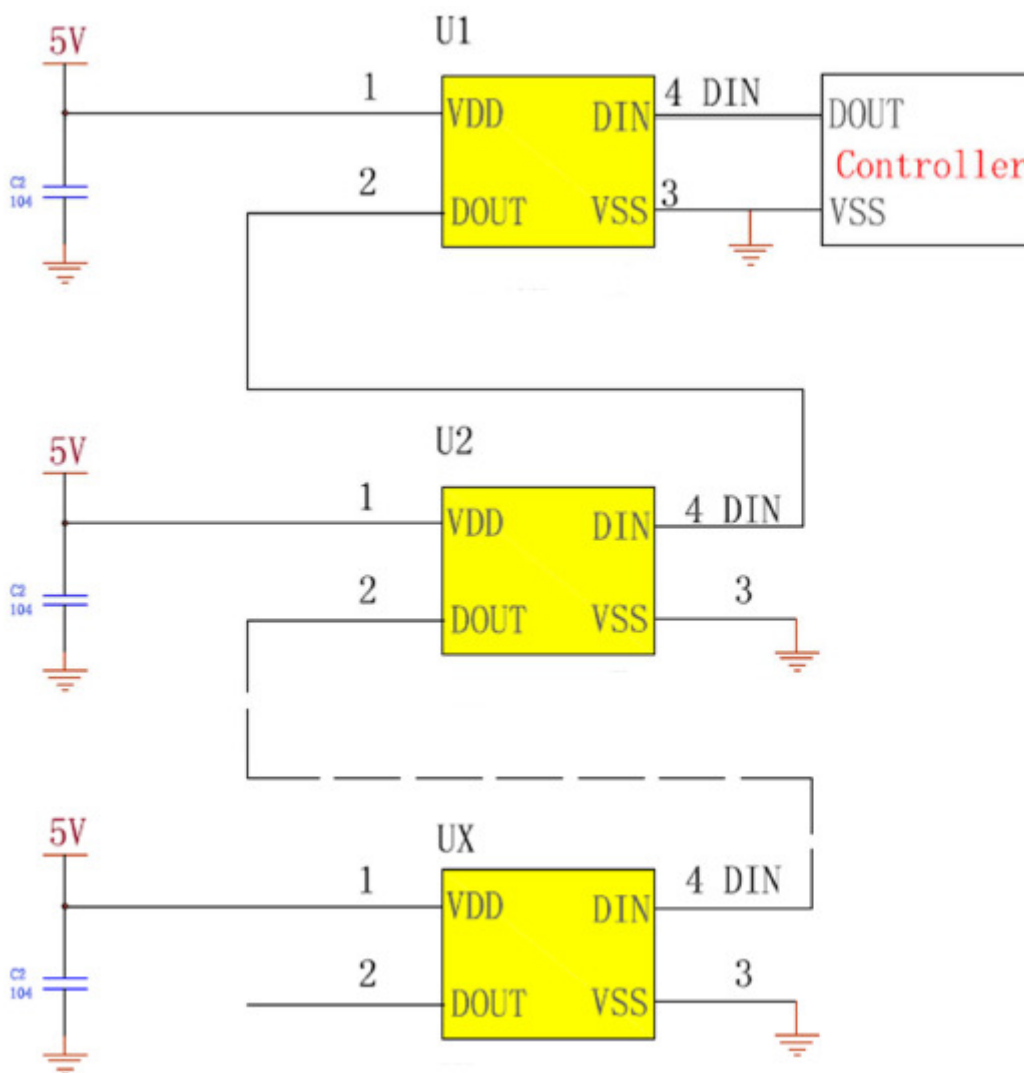 U1
5V
1
VDD
DIN
4 DIN
DOUT
Controller
C2
104
2
DOUT
VSS
3
VSS
U2
5V
1
VDD
DIN
4 DIN
C2
104
2
DOUT
VSS
3
UX
5V
1
VDD
DIN
4 DIN
C2
104
2
DOUT
VSS
3